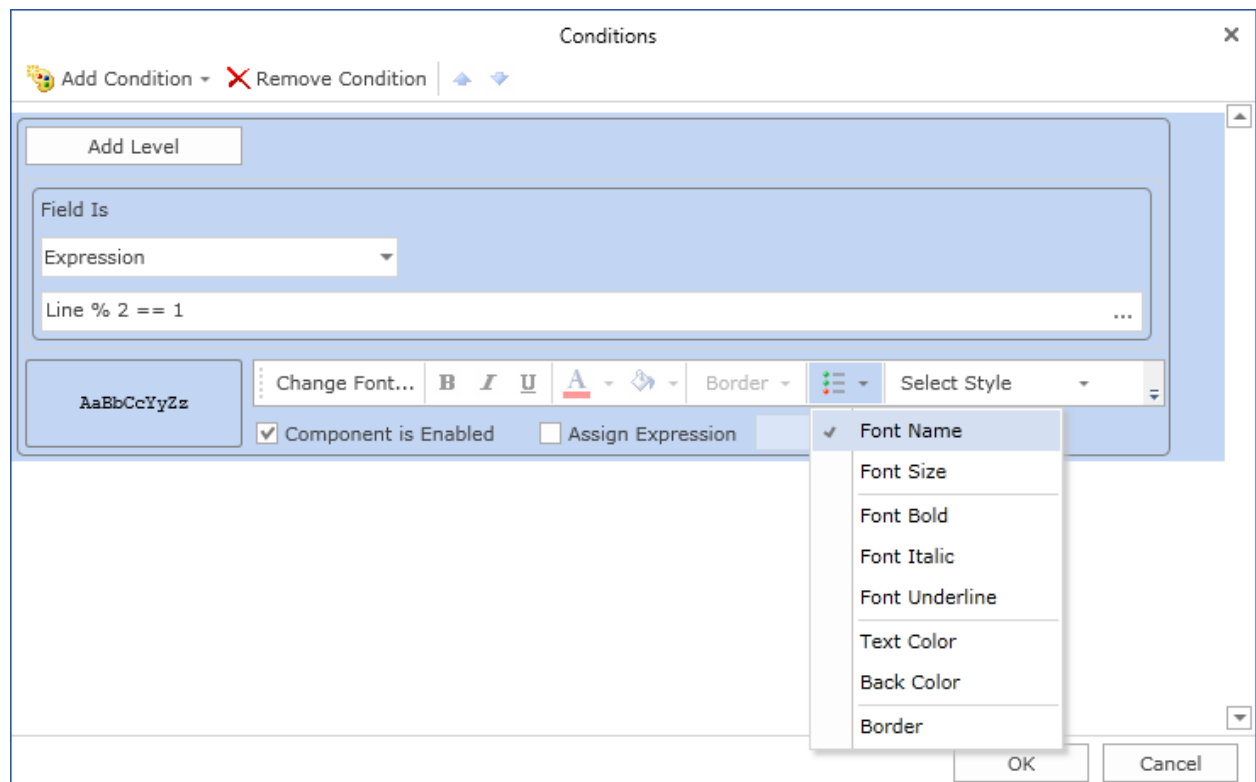 Conditions
Add Condition Remove Condition
Add Level
Field Is
Expression
Line % 2 == 1
...
AaBbCcYyZz
Change Font... B I U A Border Select Style
Component is Enabled Assign Expression
Font Name
Font Size
Font Bold
Font Italic
Font Underline
Text Color
Back Color
Border
OK Cancel